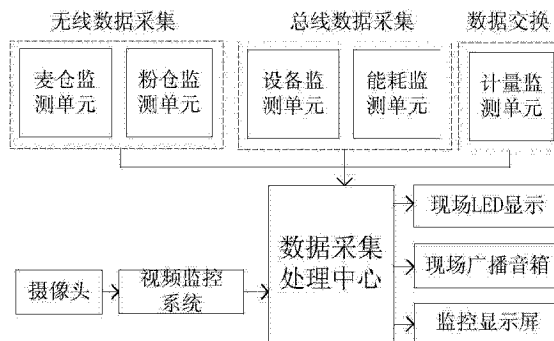 无线数据采集
总线数据采集
数据交换
麦仓监
测单元
粉仓监
测单元
设备监
测单元
能耗监
测单元
计量监
测单元
数据采集
处理中心
摄像头
视频监控
系统
现场LED显示
现场广播音箱
监控显示屏